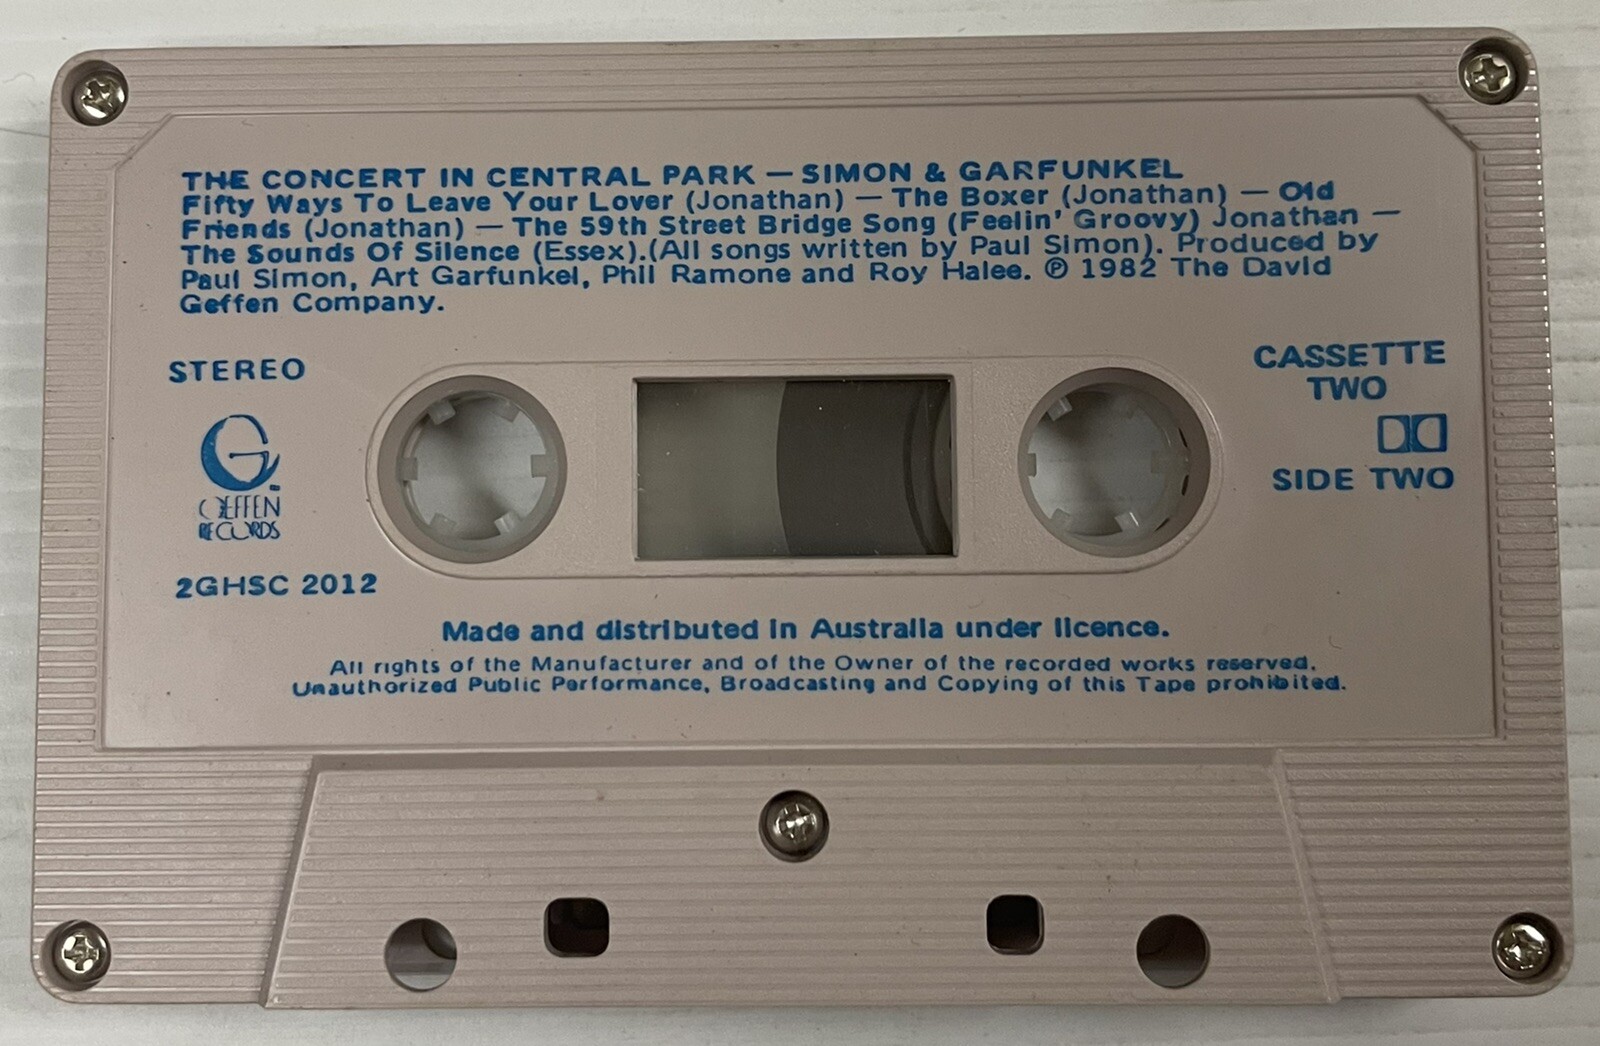 THE CONCERT IN CENTRAL PARK — SIMON & GARFUNKEL
Fifty Ways To Leave Your Lover (Jonathan) — The Boxer (Jonathan) — Old
Friends (Jonathan) — The 59th Street Bridge Song (Feelin' Groovy) Jonathan —
The Sounds Of Silence (Essex).(All songs written by Paul Simon). Produced by
Paul Simon, Art Garfunkel, Phil Ramone and Roy Halee. ℗ 1982 The David
Geffen Company.
STEREO
CASSETTE
TWO
SIDE TWO
G
GEFFEN
RECORDS
2GHSC 2012
Made and distributed in Australia under licence.
All rights of the Manufacturer and of the Owner of the recorded works reserved.
Unauthorized Public Performance, Broadcasting and Copying of this Tape prohibited.